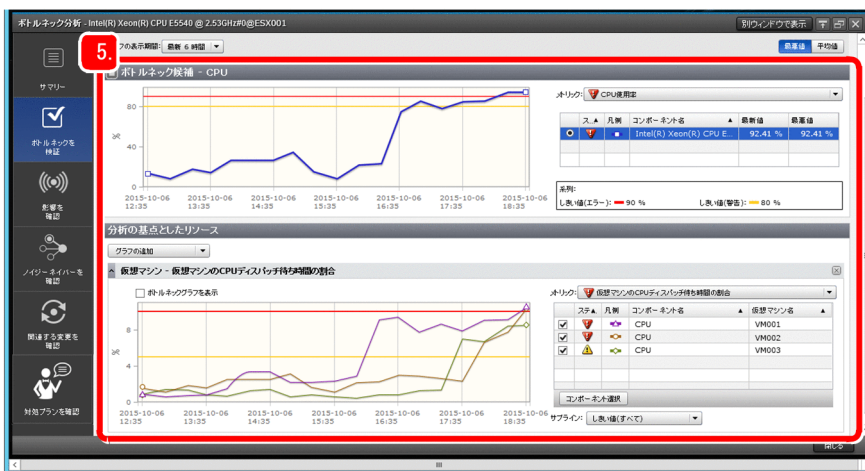 ボトルネック分析 - Intel(R) Xeon(R) CPU E5540 @ 2.53GHz#0@ESX001
別ウィンドウで表示
5.
フの表示期間: 最新 6 時間
最悪値 平均値
サマリー
ボトルネックを
検証
影響を
確認
ノイジーネイバーを
確認
関連する変更を
確認
対処プランを確認
ボトルネック候補 - CPU
%
80
40
0
2015-10-06 2015-10-06 2015-10-06 2015-10-06 2015-10-06 2015-10-06 2015-10-06
12:35 13:35 14:35 15:35 16:35 17:35 18:35
メトリック: CPU使用率
ス... 凡例 コンポーネント名 最新値 最悪値
Intel(R) Xeon(R) CPU E... 92.41 % 92.41 %
系列:
しきい値(エラー): 90 % しきい値(警告): 80 %
分析の基点としたリソース
グラフの追加
仮想マシン - 仮想マシンのCPUディスパッチ待ち時間の割合
ボトルネックグラフを表示
%
8
4
0
2015-10-06 2015-10-06 2015-10-06 2015-10-06 2015-10-06 2015-10-06 2015-10-06
12:35 13:35 14:35 15:35 16:35 17:35 18:35
メトリック: 仮想マシンのCPUディスパッチ待ち時間の割合
ステ... 凡例 コンポーネント名 仮想マシン名
CPU VM001
CPU VM002
CPU VM003
コンポーネント選択
サブライン: しきい値(すべて)
閉じる